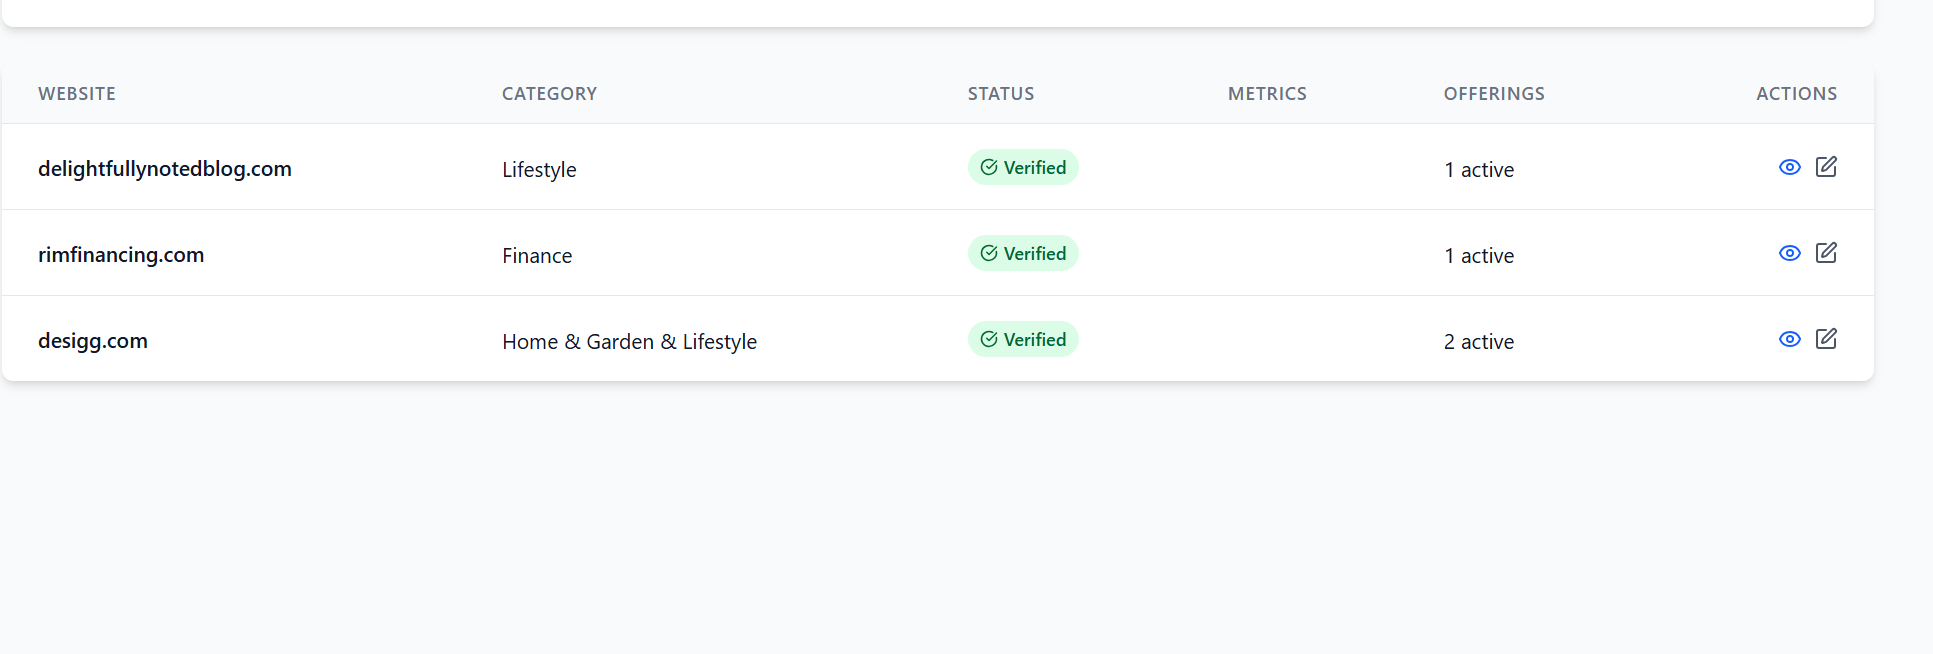 WEBSITE CATEGORY STATUS METRICS OFFERINGS ACTIONS
delightfullynotedblog.com Lifestyle Verified 1 active
rimfinancing.com Finance Verified 1 active
desigg.com Home & Garden & Lifestyle Verified 2 active